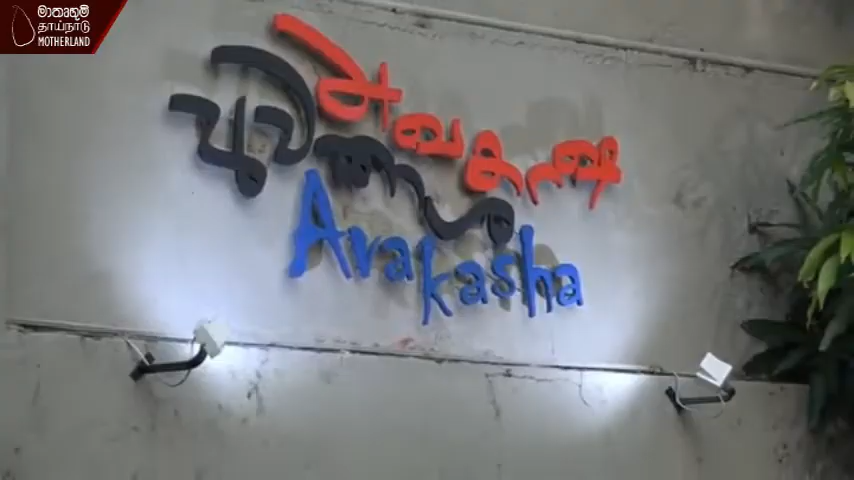 මාතෘභූමි
தாய்நாடு
MOTHERLAND
அவகாஷ
අවකාශ
Avakasha